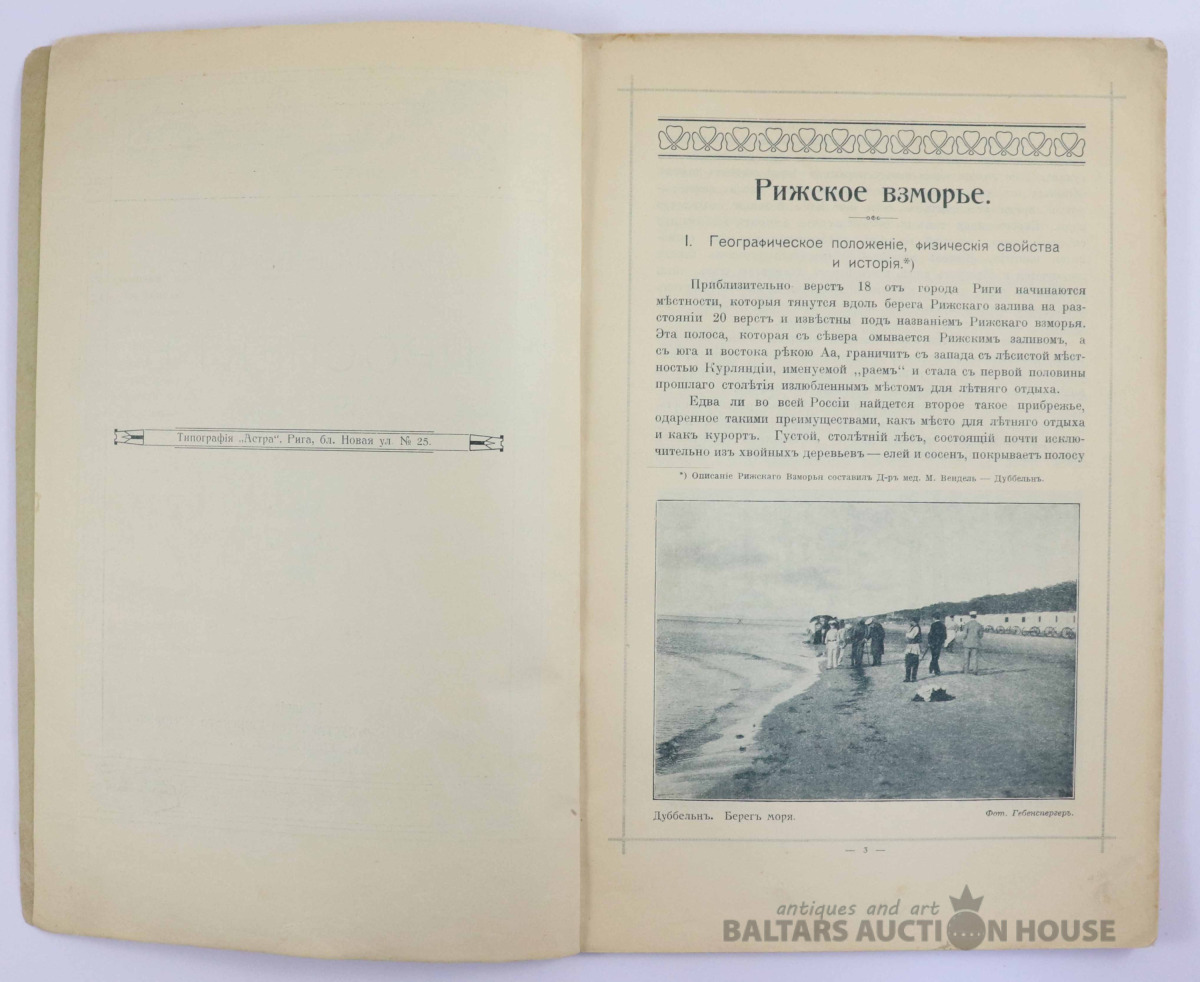 Типографія „Астра“, Рига, бл. Новая ул. № 25.
Рижское взморье.
I. Географическое положеніе, физическія свойства
и исторія.*)
Приблизительно верстъ 18 отъ города Риги начинаются
мѣстности, которыя тянутся вдоль берега Рижскаго залива на раз-
стояніи 20 верстъ и извѣстны подъ названіемъ Рижскаго взморья.
Эта полоса, которая съ сѣвера омывается Рижскимъ заливомъ, а
съ юга и востока рѣкою Аа, граничитъ съ запада съ лѣсистой мѣст-
ностью Курляндіи, именуемой „раемъ“ и стала съ первой половины
прошлаго столѣтія излюбленнымъ мѣстомъ для лѣтняго отдыха.
Едва ли во всей Россіи найдется второе такое прибрежье,
одаренное такими преимуществами, какъ мѣсто для лѣтняго отдыха
и какъ курортъ. Густой, столѣтній лѣсъ, состоящій почти исклю-
чительно изъ хвойныхъ деревьевъ — елей и сосенъ, покрываетъ полосу
*) Описаніе Рижскаго Взморья составилъ Д-ръ мед. М. Вендель — Дуббельнъ.
Дуббельнъ. Берегъ моря.
Фот. Гебенспергеръ.
— 3 —
antiques and art
BALTARS AUCTION HOUSE